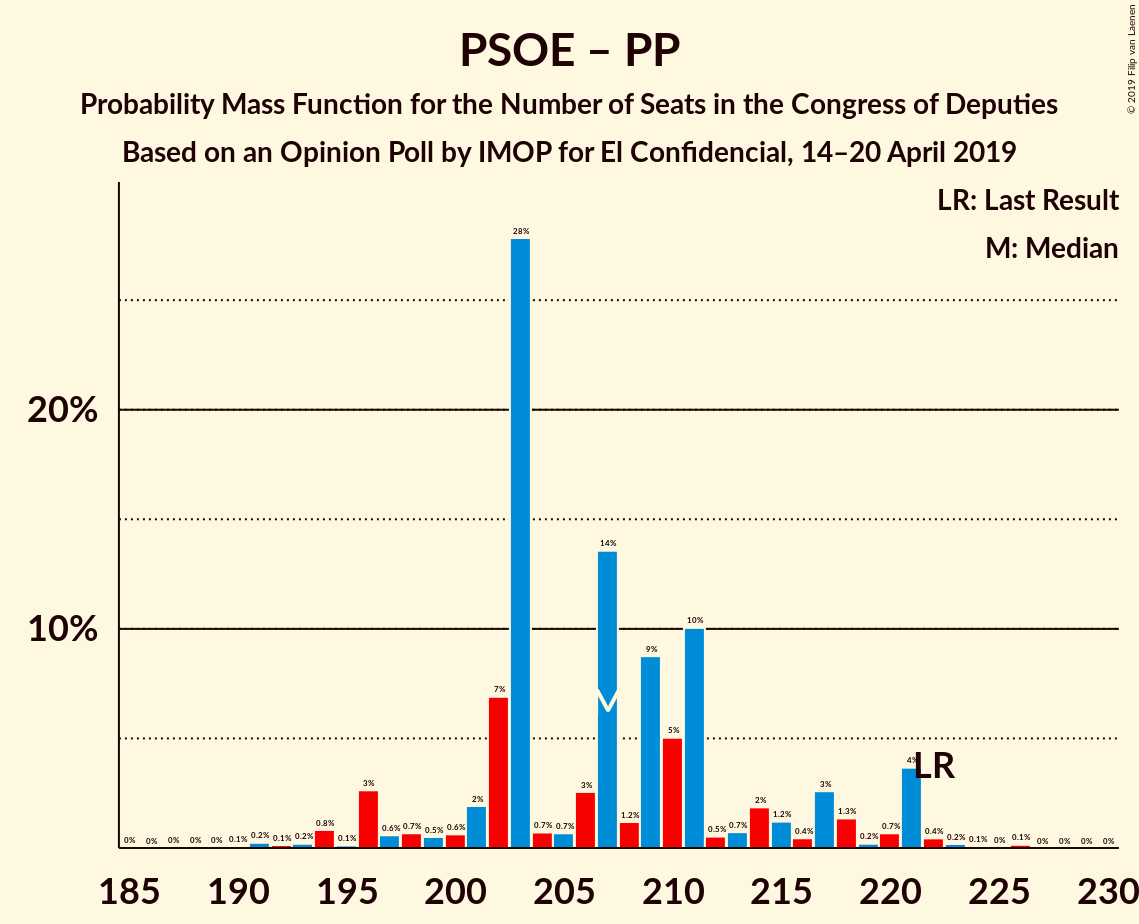 © 2019 Filip van Laenen
PSOE – PP
Probability Mass Function for the Number of Seats in the Congress of Deputies
Based on an Opinion Poll by IMOP for El Confidencial, 14–20 April 2019
LR: Last Result
M: Median
20%
10%
0% 0% 0% 0% 0% 0.1% 0.2% 0.1% 0.2% 0.8% 0.1% 3% 0.6% 0.7% 0.5% 0.6% 2% 7% 28% 0.7% 0.7% 3% 14% 1.2% 9% 5% 10% 0.5% 0.7% 2% 1.2% 0.4% 3% 1.3% 0.2% 0.7% 4% 0.4% 0.2% 0.1% 0% 0.1% 0% 0% 0% 0%
M
LR
185 190 195 200 205 210 215 220 225 230